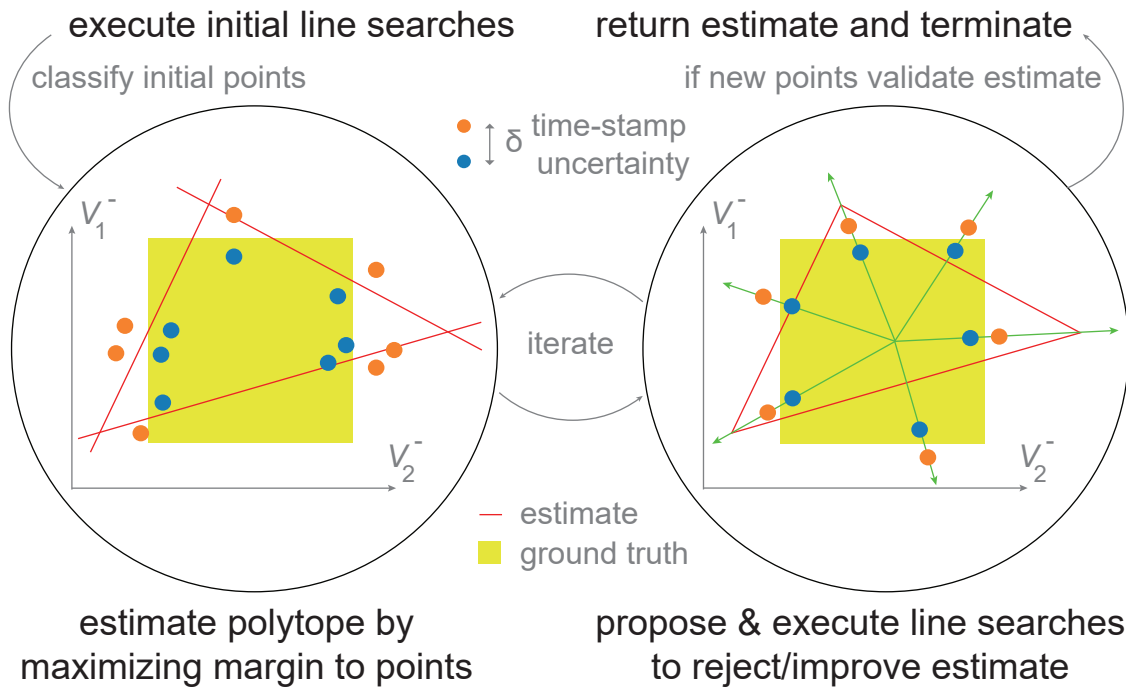 execute initial line searches
return estimate and terminate
classify initial points
if new points validate estimate
δ time-stamp
uncertainty
V₁⁻
V₁⁻
iterate
V₂⁻
V₂⁻
estimate
ground truth
estimate polytope by
maximizing margin to points
propose & execute line searches
to reject/improve estimate